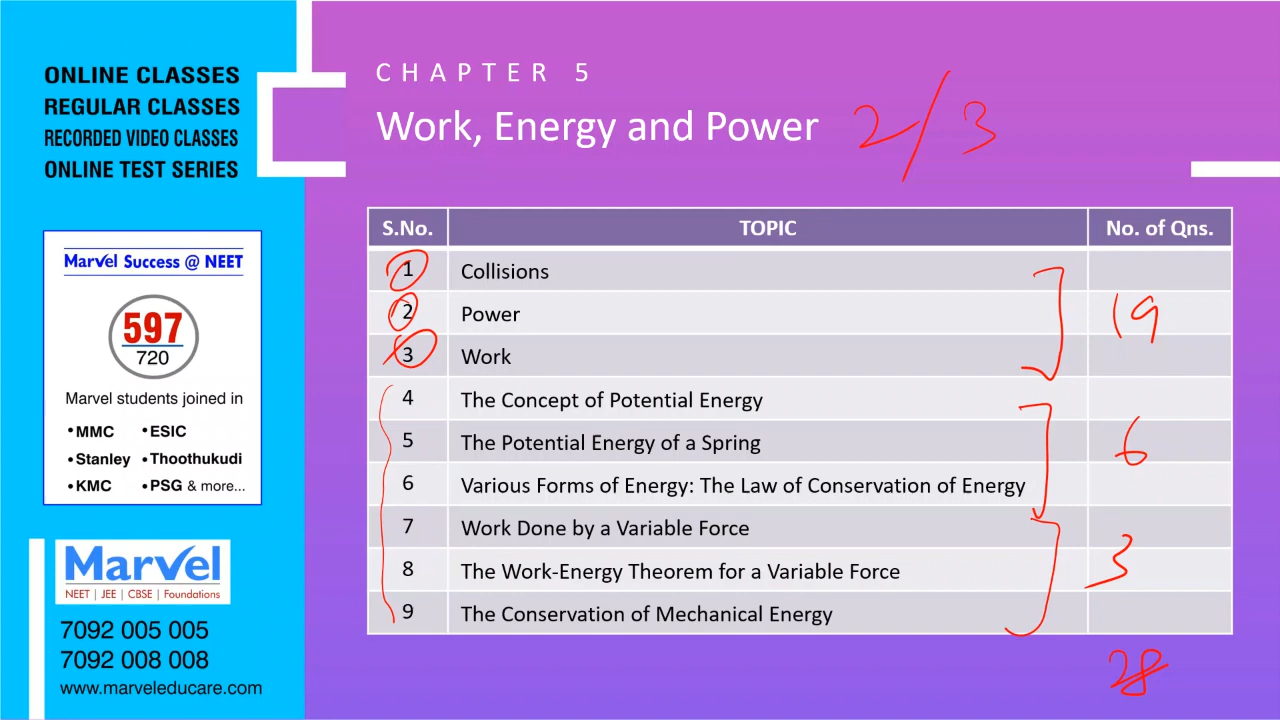 ONLINE CLASSES
REGULAR CLASSES
RECORDED VIDEO CLASSES
ONLINE TEST SERIES
Marvel Success @ NEET
597
720
Marvel students joined in
•MMC •ESIC
•Stanley •Thoothukudi
•KMC •PSG & more...
Marvel
NEET | JEE | CBSE | Foundations
7092 005 005
7092 008 008
www.marveleducare.com
CHAPTER 5
Work, Energy and Power 2/3
S.No. TOPIC No. of Qns.
1 Collisions
2 Power 19
3 Work
4 The Concept of Potential Energy
5 The Potential Energy of a Spring 6
6 Various Forms of Energy: The Law of Conservation of Energy
7 Work Done by a Variable Force
8 The Work-Energy Theorem for a Variable Force 3
9 The Conservation of Mechanical Energy
28